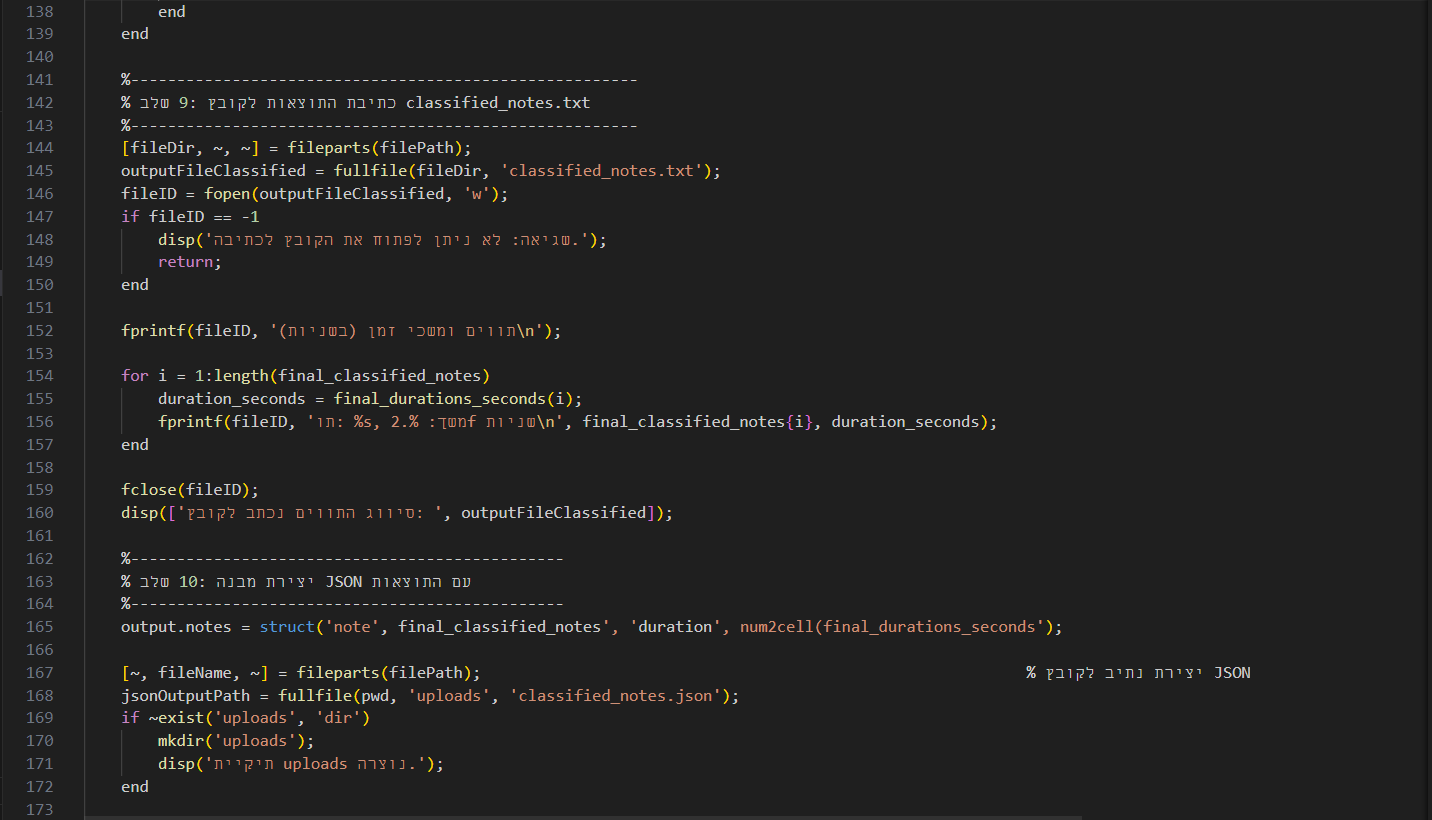 138 end
139 end
140
141 %-------------------------------------------------------
142 % שלב 9: כתיבת התוצאות לקובץ classified_notes.txt
143 %-------------------------------------------------------
144 [fileDir, ~, ~] = fileparts(filePath);
145 outputFileClassified = fullfile(fileDir, 'classified_notes.txt');
146 fileID = fopen(outputFileClassified, 'w');
147 if fileID == -1
148 disp('שגיאה: לא ניתן לפתוח את הקובץ לכתיבה.');
149 return;
150 end
151
152 fprintf(fileID, 'תווים ומשכי זמן (בשניות)\n');
153
154 for i = 1:length(final_classified_notes)
155 duration_seconds = final_durations_seconds(i);
156 fprintf(fileID, 'תו: %s, משך: %.2f שניות\n', final_classified_notes{i}, duration_seconds);
157 end
158
159 fclose(fileID);
160 disp(['סיווג התווים נכתב לקובץ: ', outputFileClassified]);
161
162 %-----------------------------------------------
163 % שלב 10: יצירת מבנה JSON עם התוצאות
164 %-----------------------------------------------
165 output.notes = struct('note', final_classified_notes', 'duration', num2cell(final_durations_seconds');
166
167 [~, fileName, ~] = fileparts(filePath); % יצירת נתיב לקובץ JSON
168 jsonOutputPath = fullfile(pwd, 'uploads', 'classified_notes.json');
169 if ~exist('uploads', 'dir')
170 mkdir('uploads');
171 disp('תיקיית uploads נוצרה.');
172 end
173